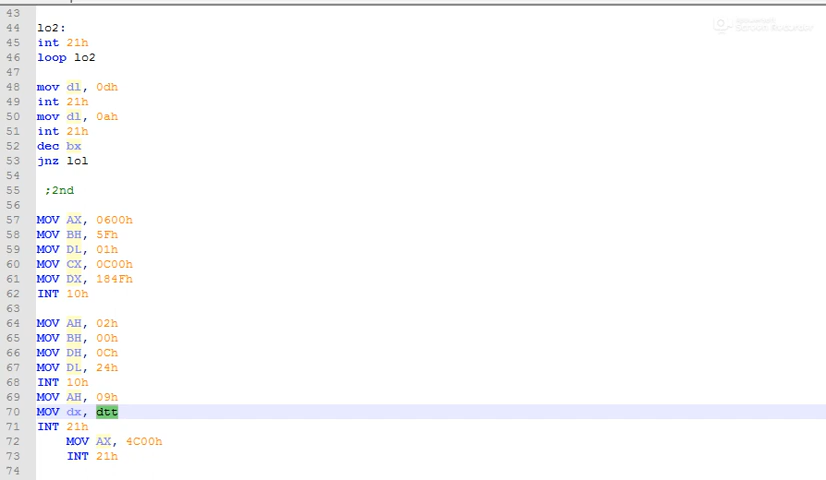 43
44 lo2:
45 int 21h
46 loop lo2
47
48 mov dl, 0dh
49 int 21h
50 mov dl, 0ah
51 int 21h
52 dec bx
53 jnz lol
54
55 ;2nd
56
57 MOV AX, 0600h
58 MOV BH, 5Fh
59 MOV DL, 01h
60 MOV CX, 0C00h
61 MOV DX, 184Fh
62 INT 10h
63
64 MOV AH, 02h
65 MOV BH, 00h
66 MOV DH, 0Ch
67 MOV DL, 24h
68 INT 10h
69 MOV AH, 09h
70 MOV dx, dtt
71 INT 21h
72 MOV AX, 4C00h
73 INT 21h
74